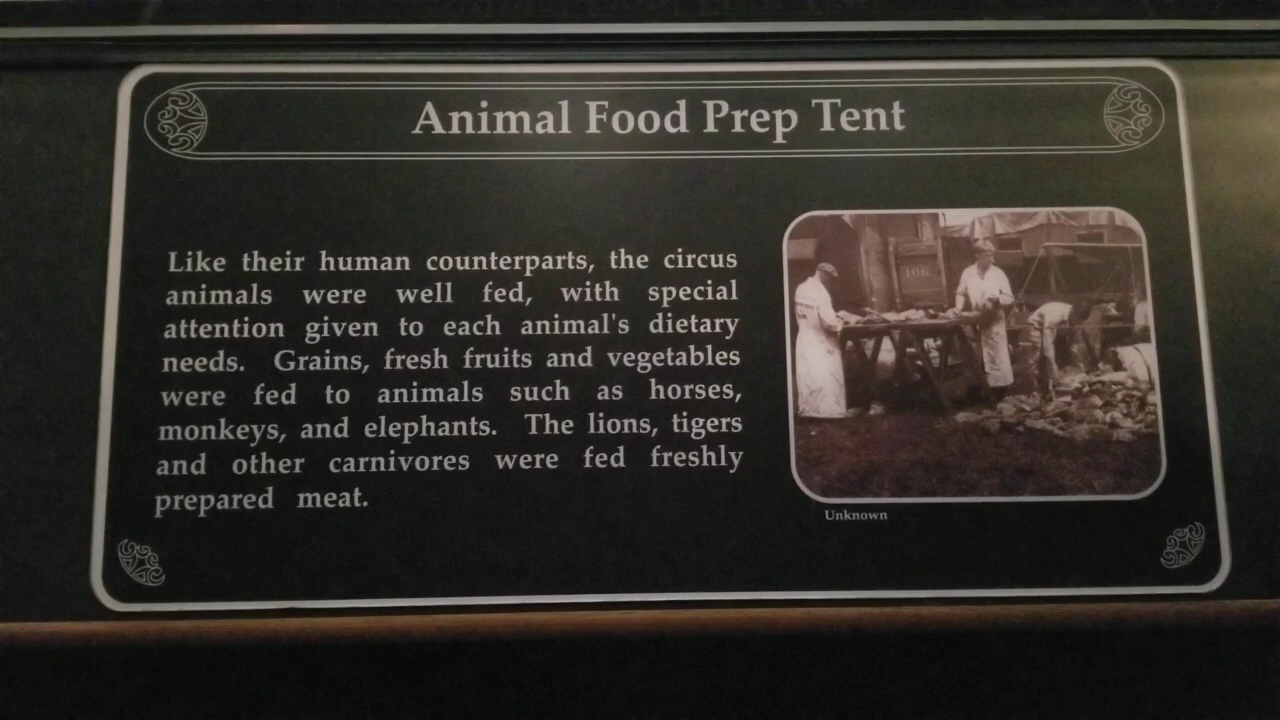 Animal Food Prep Tent
Like their human counterparts, the circus
animals were well fed, with special
attention given to each animal's dietary
needs. Grains, fresh fruits and vegetables
were fed to animals such as horses,
monkeys, and elephants. The lions, tigers
and other carnivores were fed freshly
prepared meat.
106
Unknown